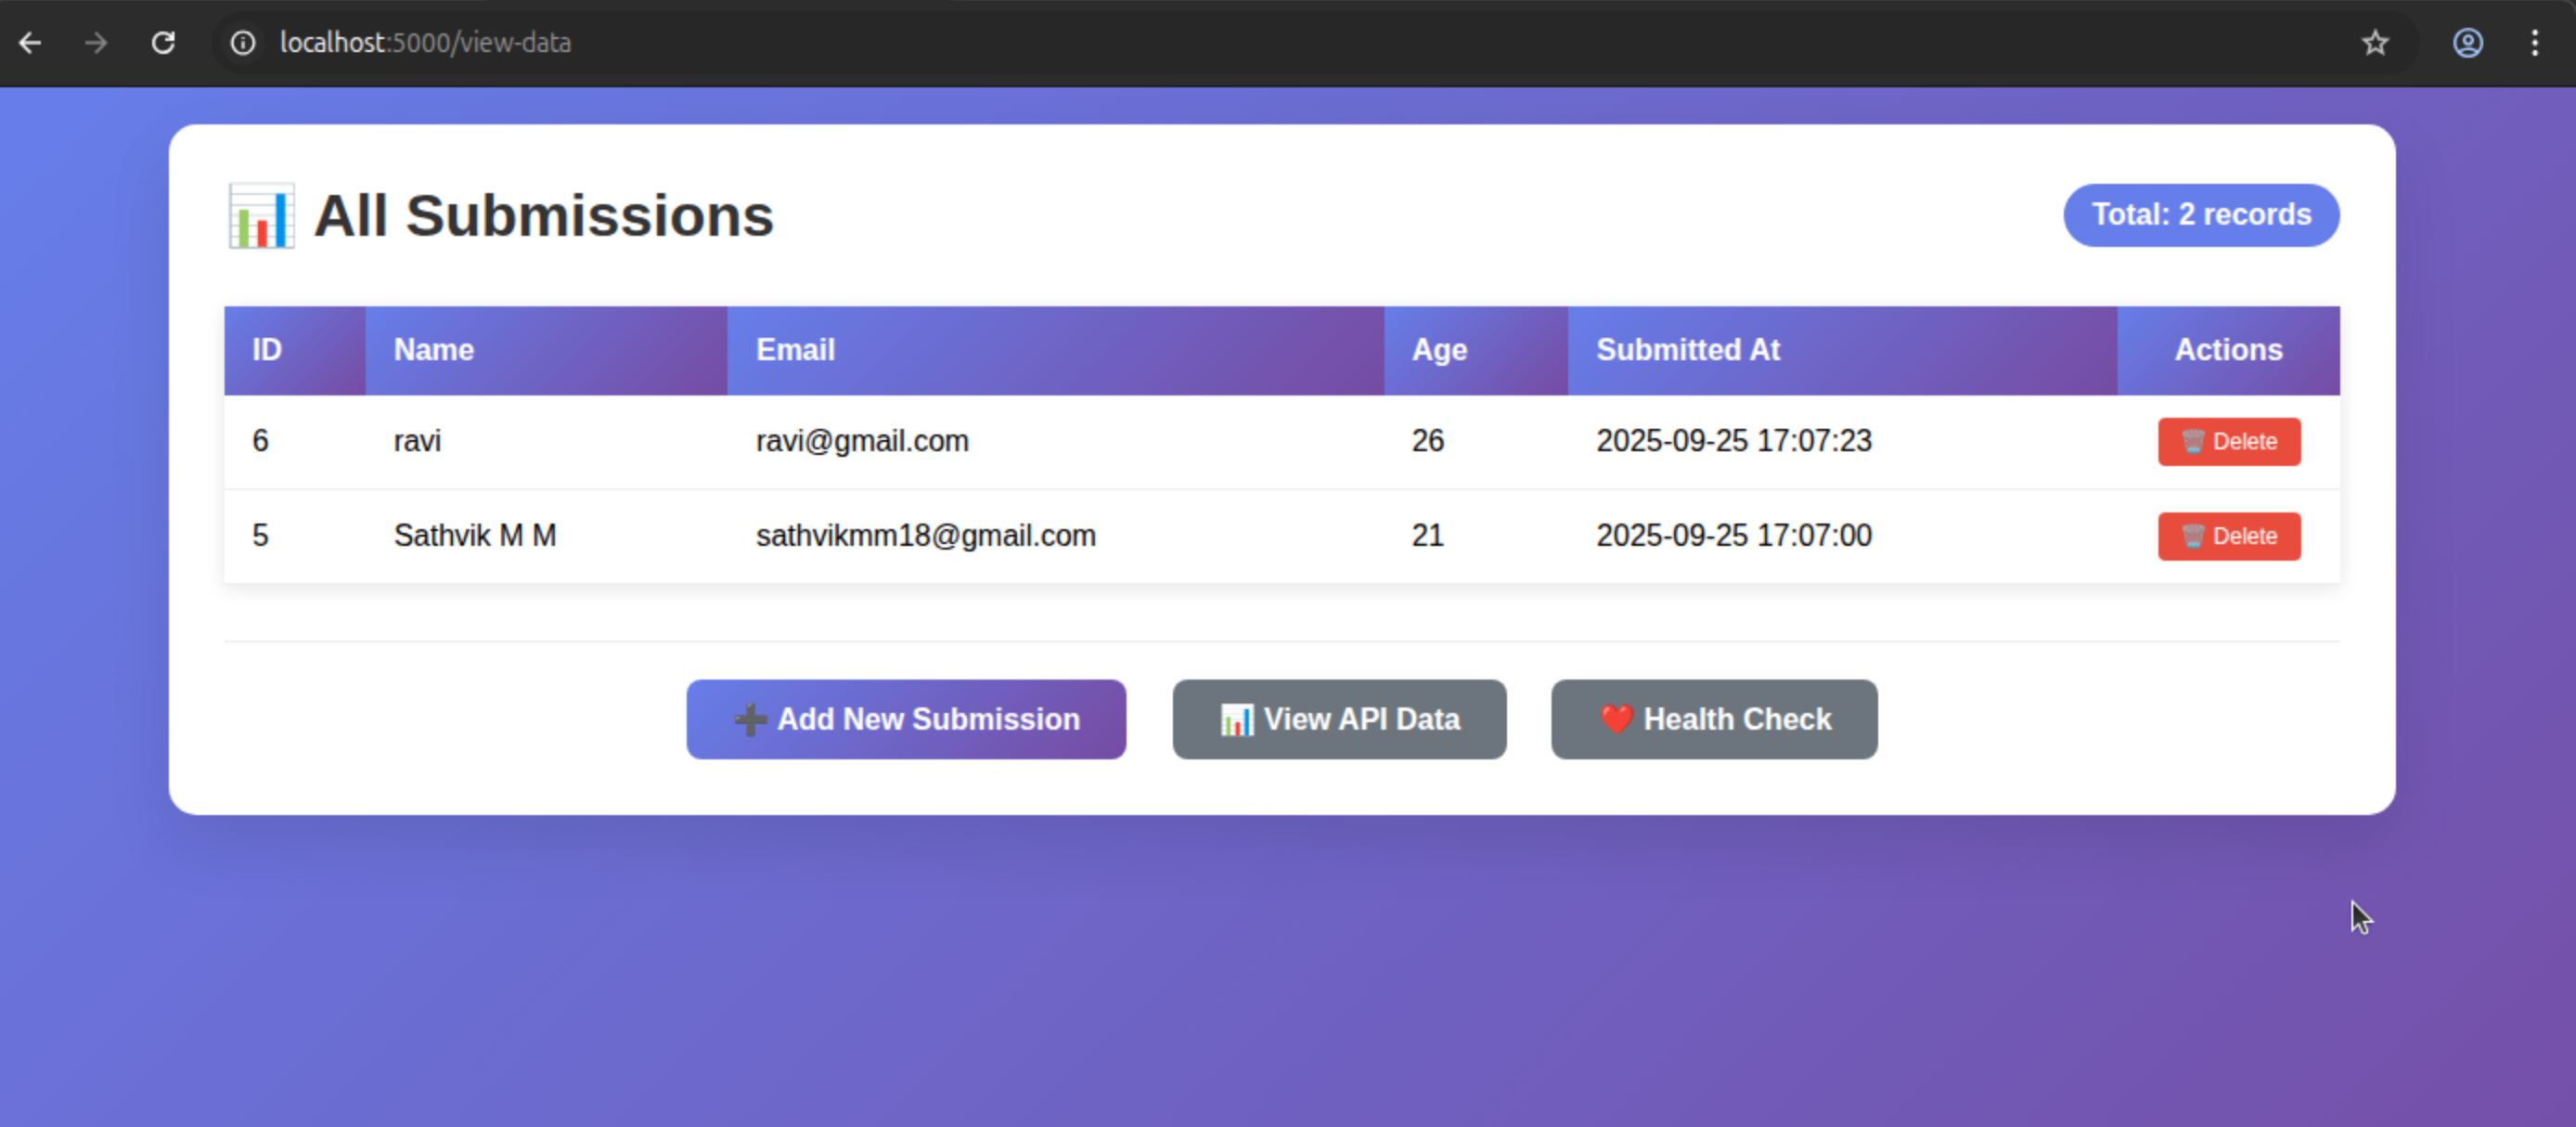 localhost:5000/view-data
📊 All Submissions
Total: 2 records
ID Name Email Age Submitted At Actions
6 ravi ravi@gmail.com 26 2025-09-25 17:07:23 🗑️ Delete
5 Sathvik M M sathvikmm18@gmail.com 21 2025-09-25 17:07:00 🗑️ Delete
➕ Add New Submission 📊 View API Data ❤️ Health Check